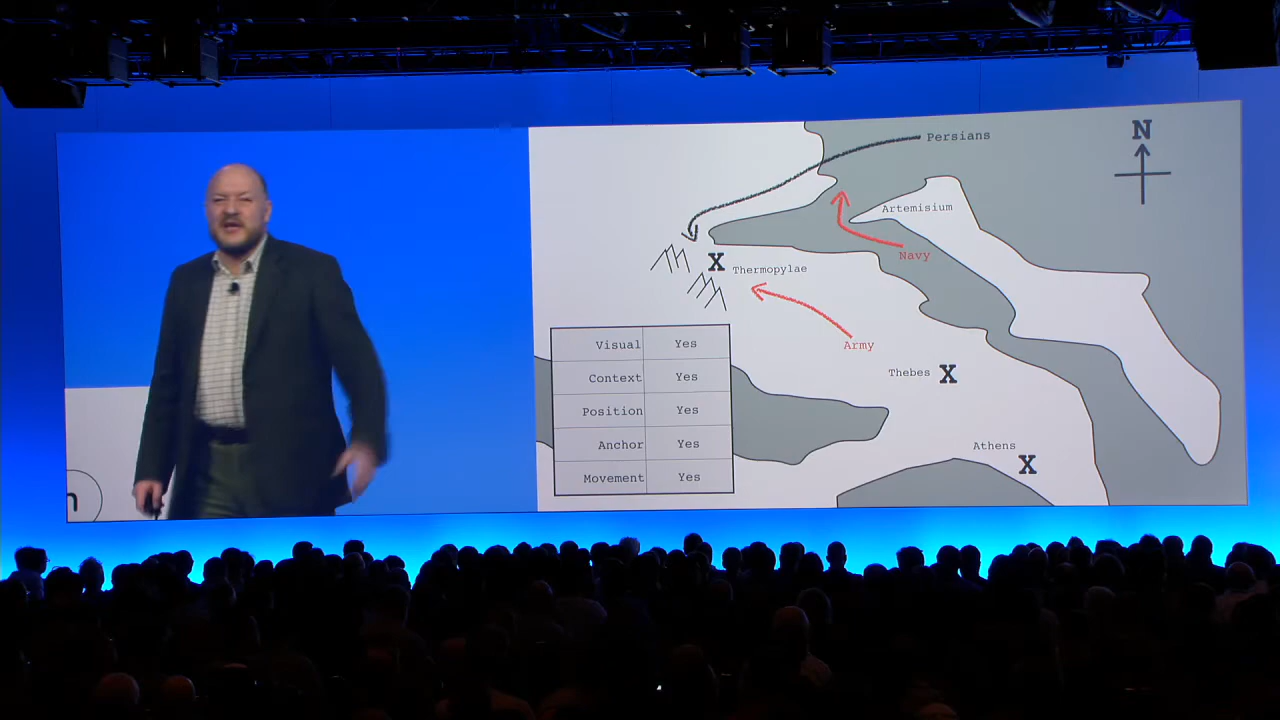 N
Persians
Artemisium
Navy
X
Thermopylae
Army
Visual Yes
Context Yes
Thebes X
Position Yes
Anchor Yes
Athens X
Movement Yes
n